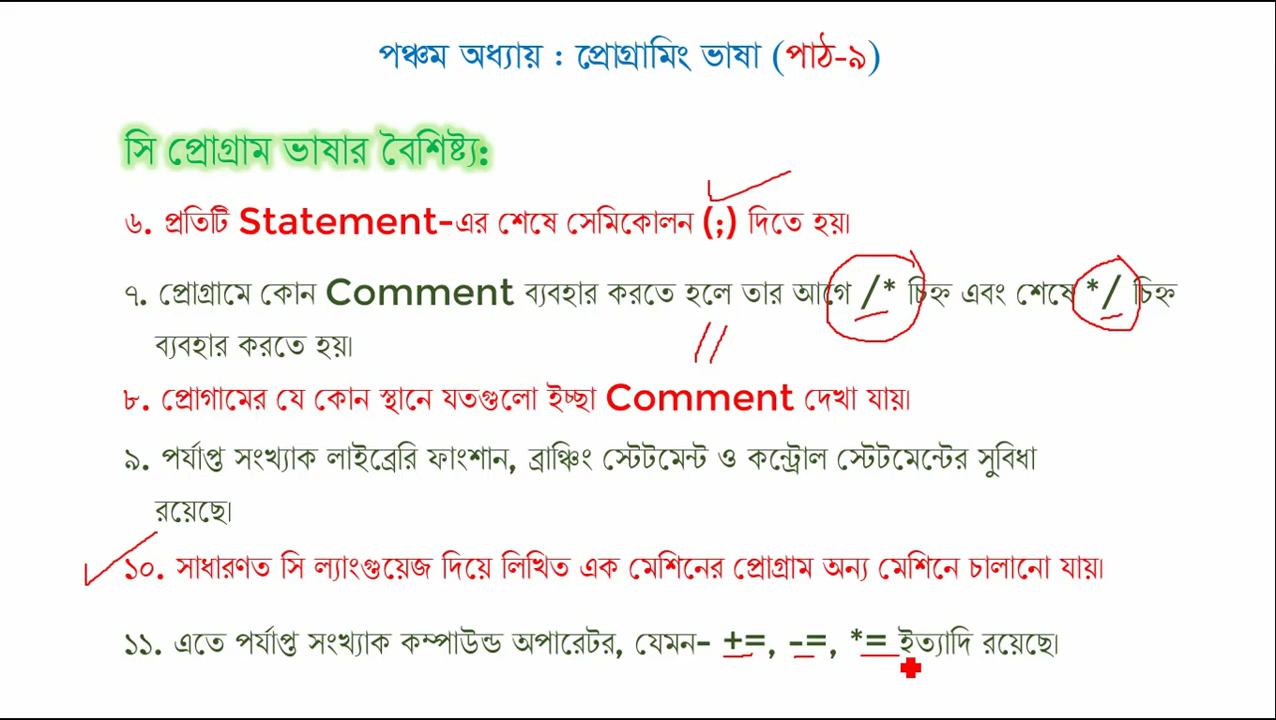 পঞ্চম অধ্যায় : প্রোগ্রামিং ভাষা (পাঠ-৯)
সি প্রোগ্রাম ভাষার বৈশিষ্ট্য:
৬. প্রতিটি Statement-এর শেষে সেমিকোলন (;) দিতে হয়।
৭. প্রোগ্রামে কোন Comment ব্যবহার করতে হলে তার আগে /* চিহ্ন এবং শেষে */ চিহ্ন
ব্যবহার করতে হয়।
//
৮. প্রোগামের যে কোন স্থানে যতগুলো ইচ্ছা Comment দেখা যায়।
৯. পর্যাপ্ত সংখ্যাক লাইব্রেরি ফাংশান, ব্রাঞ্চিং স্টেটমেন্ট ও কন্ট্রোল স্টেটমেন্টের সুবিধা
রয়েছে।
১০. সাধারণত সি ল্যাংগুয়েজ দিয়ে লিখিত এক মেশিনের প্রোগ্রাম অন্য মেশিনে চালানো যায়।
১১. এতে পর্যাপ্ত সংখ্যাক কম্পাউন্ড অপারেটর, যেমন- +=, -=, *= ইত্যাদি রয়েছে।